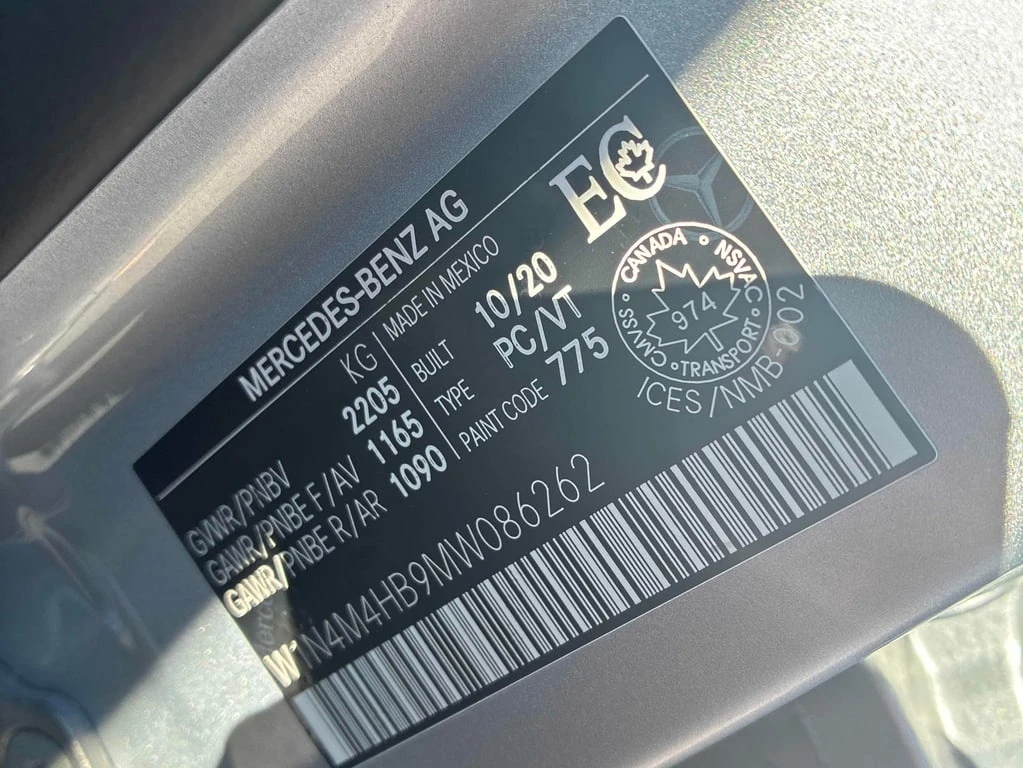 MERCEDES-BENZ AG
KG
GVWR/PNBV 2205
GAWR/PNBE F/AV 1165
GAWR/PNBE R/AR 1090
MADE IN MEXICO
BUILT 10/20
TYPE PC/VT
PAINT CODE 775
EC
CANADA • NSVAC •
974
CMVSS • TRANSPORT •
ICES/NMB-002
W1N4M4HB9MW086262